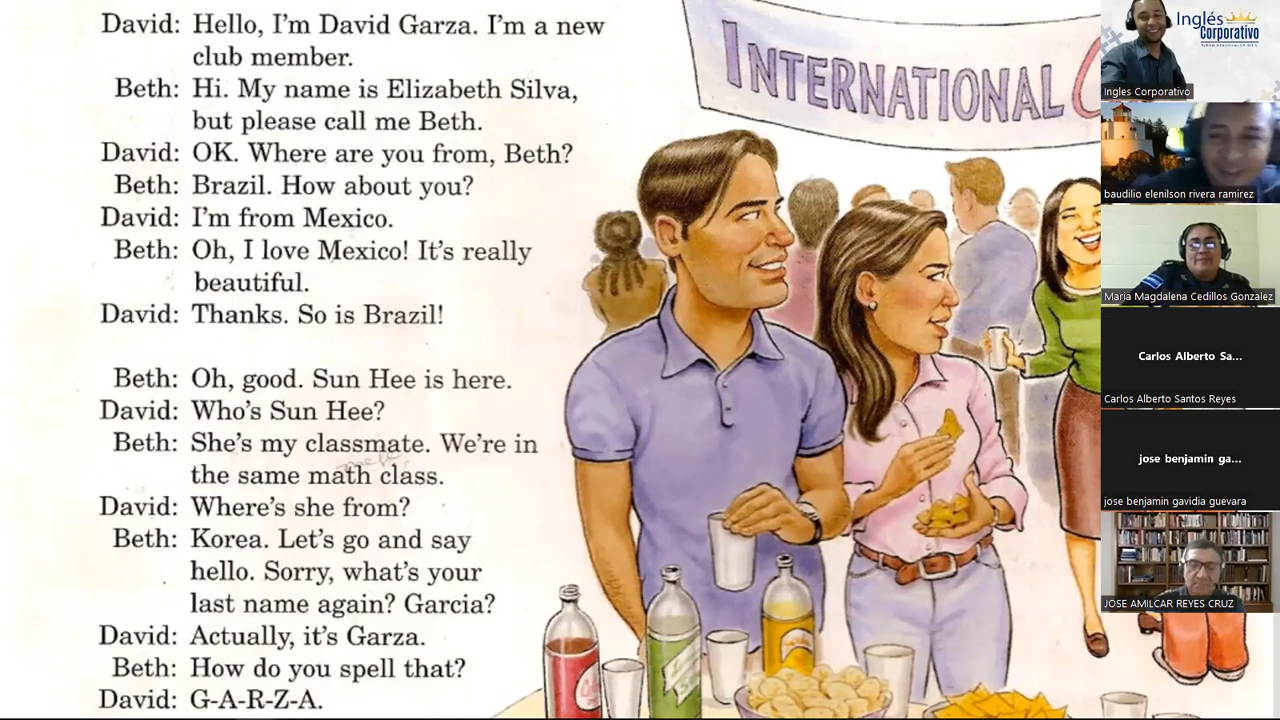 David: Hello, I'm David Garza. I'm a new
club member.
Beth: Hi. My name is Elizabeth Silva,
but please call me Beth.
David: OK. Where are you from, Beth?
Beth: Brazil. How about you?
David: I'm from Mexico.
Beth: Oh, I love Mexico! It's really
beautiful.
David: Thanks. So is Brazil!
Beth: Oh, good. Sun Hee is here.
David: Who's Sun Hee?
Beth: She's my classmate. We're in
the same math class.
David: Where's she from?
Beth: Korea. Let's go and say
hello. Sorry, what's your
last name again? Garcia?
David: Actually, it's Garza.
Beth: How do you spell that?
David: G-A-R-Z-A.
INTERNATIONAL C
Inglés
Corporativo
Ingles Corporativo
baudilio elenilson rivera ramirez
Maria Magdalena Cedillos Gonzalez
Carlos Alberto Sa...
Carlos Alberto Santos Reyes
jose benjamin ga...
jose benjamin gavidia guevara
JOSE AMILCAR REYES CRUZ